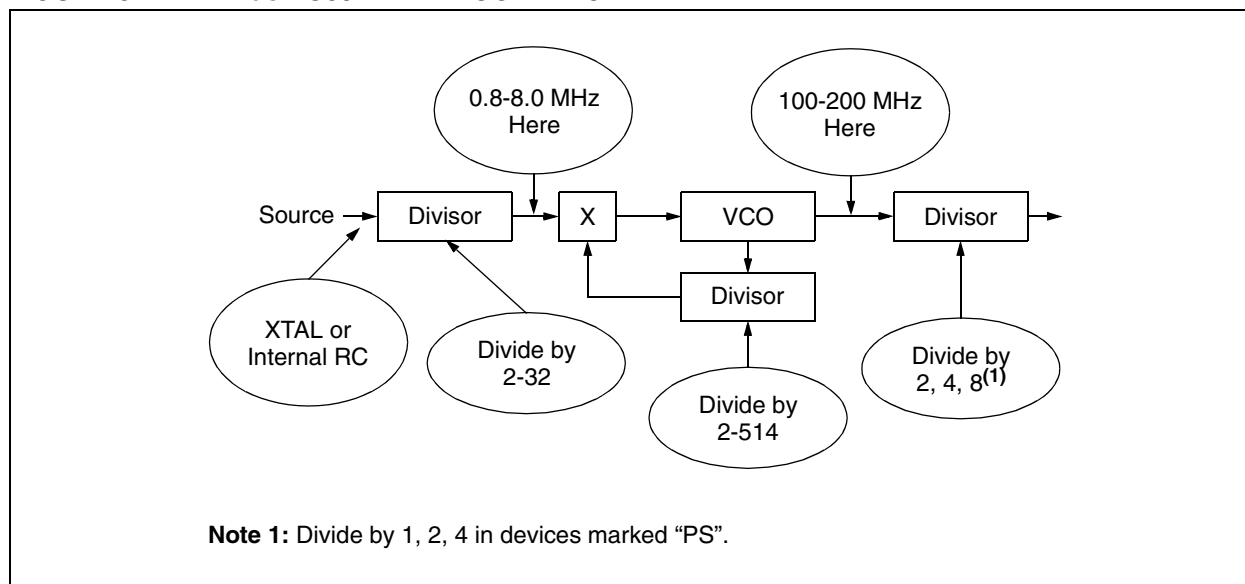 0.8-8.0 MHz
Here
100-200 MHz
Here
Source
Divisor
X
VCO
Divisor
Divisor
XTAL or
Internal RC
Divide by
2-32
Divide by
2-514
Divide by
2, 4, 8(1)
Note 1: Divide by 1, 2, 4 in devices marked “PS”.